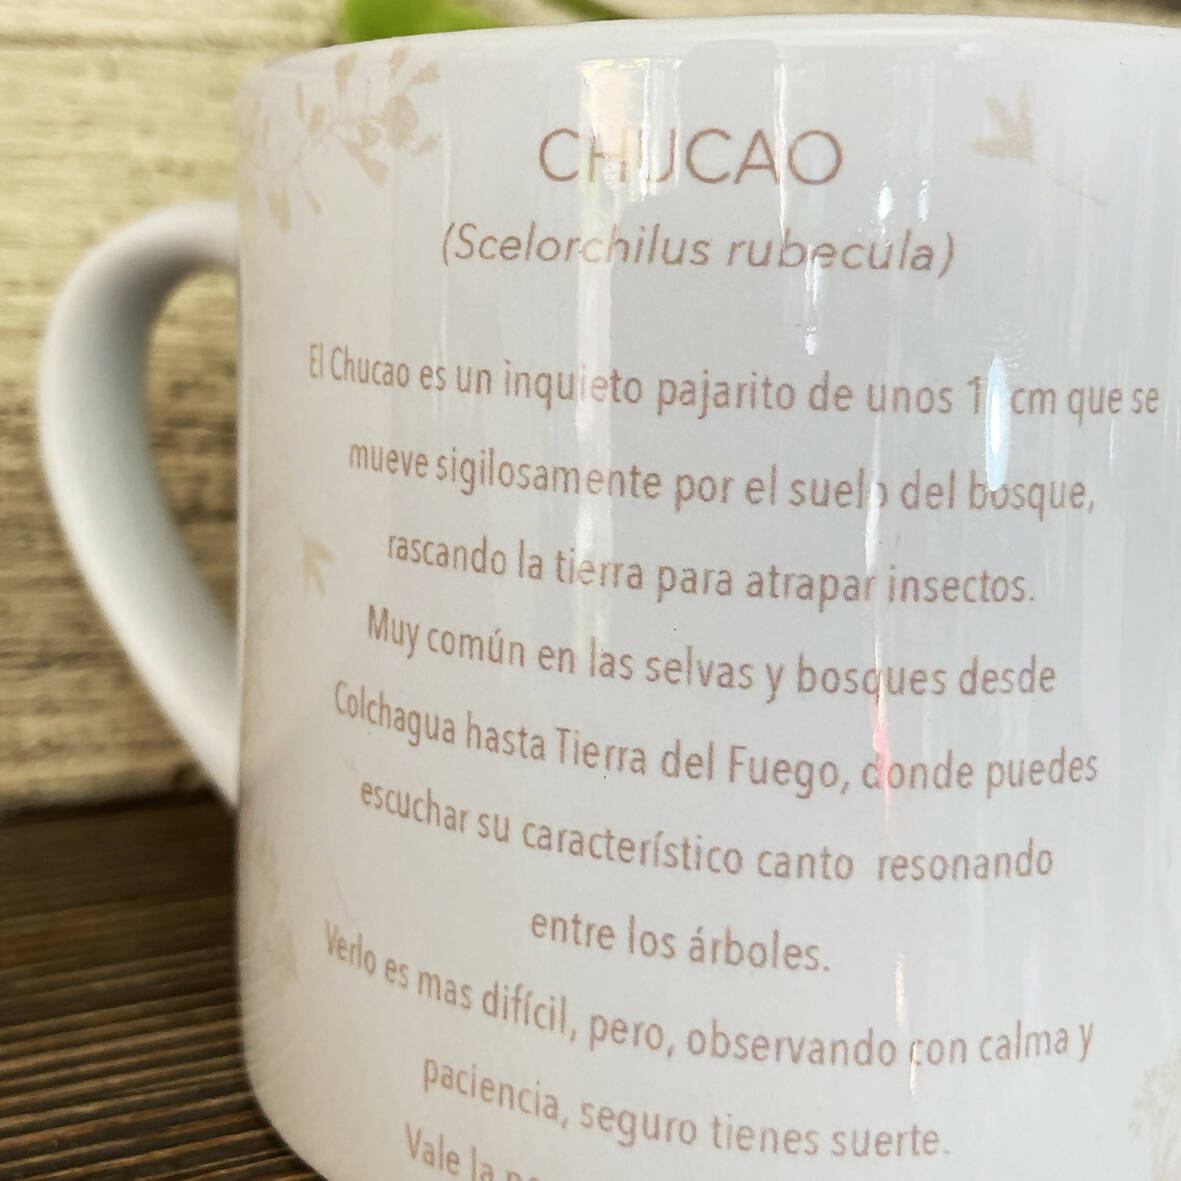 CHUCAO
(Scelorchilus rubecula)
El Chucao es un inquieto pajarito de unos cm que se
mueve sigilosamente por el suelo del bosque,
rascando la tierra para atrapar insectos.
Muy común en las selvas y bosques desde
Colchagua hasta Tierra del Fuego, donde puedes
escuchar su característico canto resonando
entre los árboles.
Verlo es mas difícil, pero, observando con calma y
paciencia, seguro tienes suerte.
Vale la